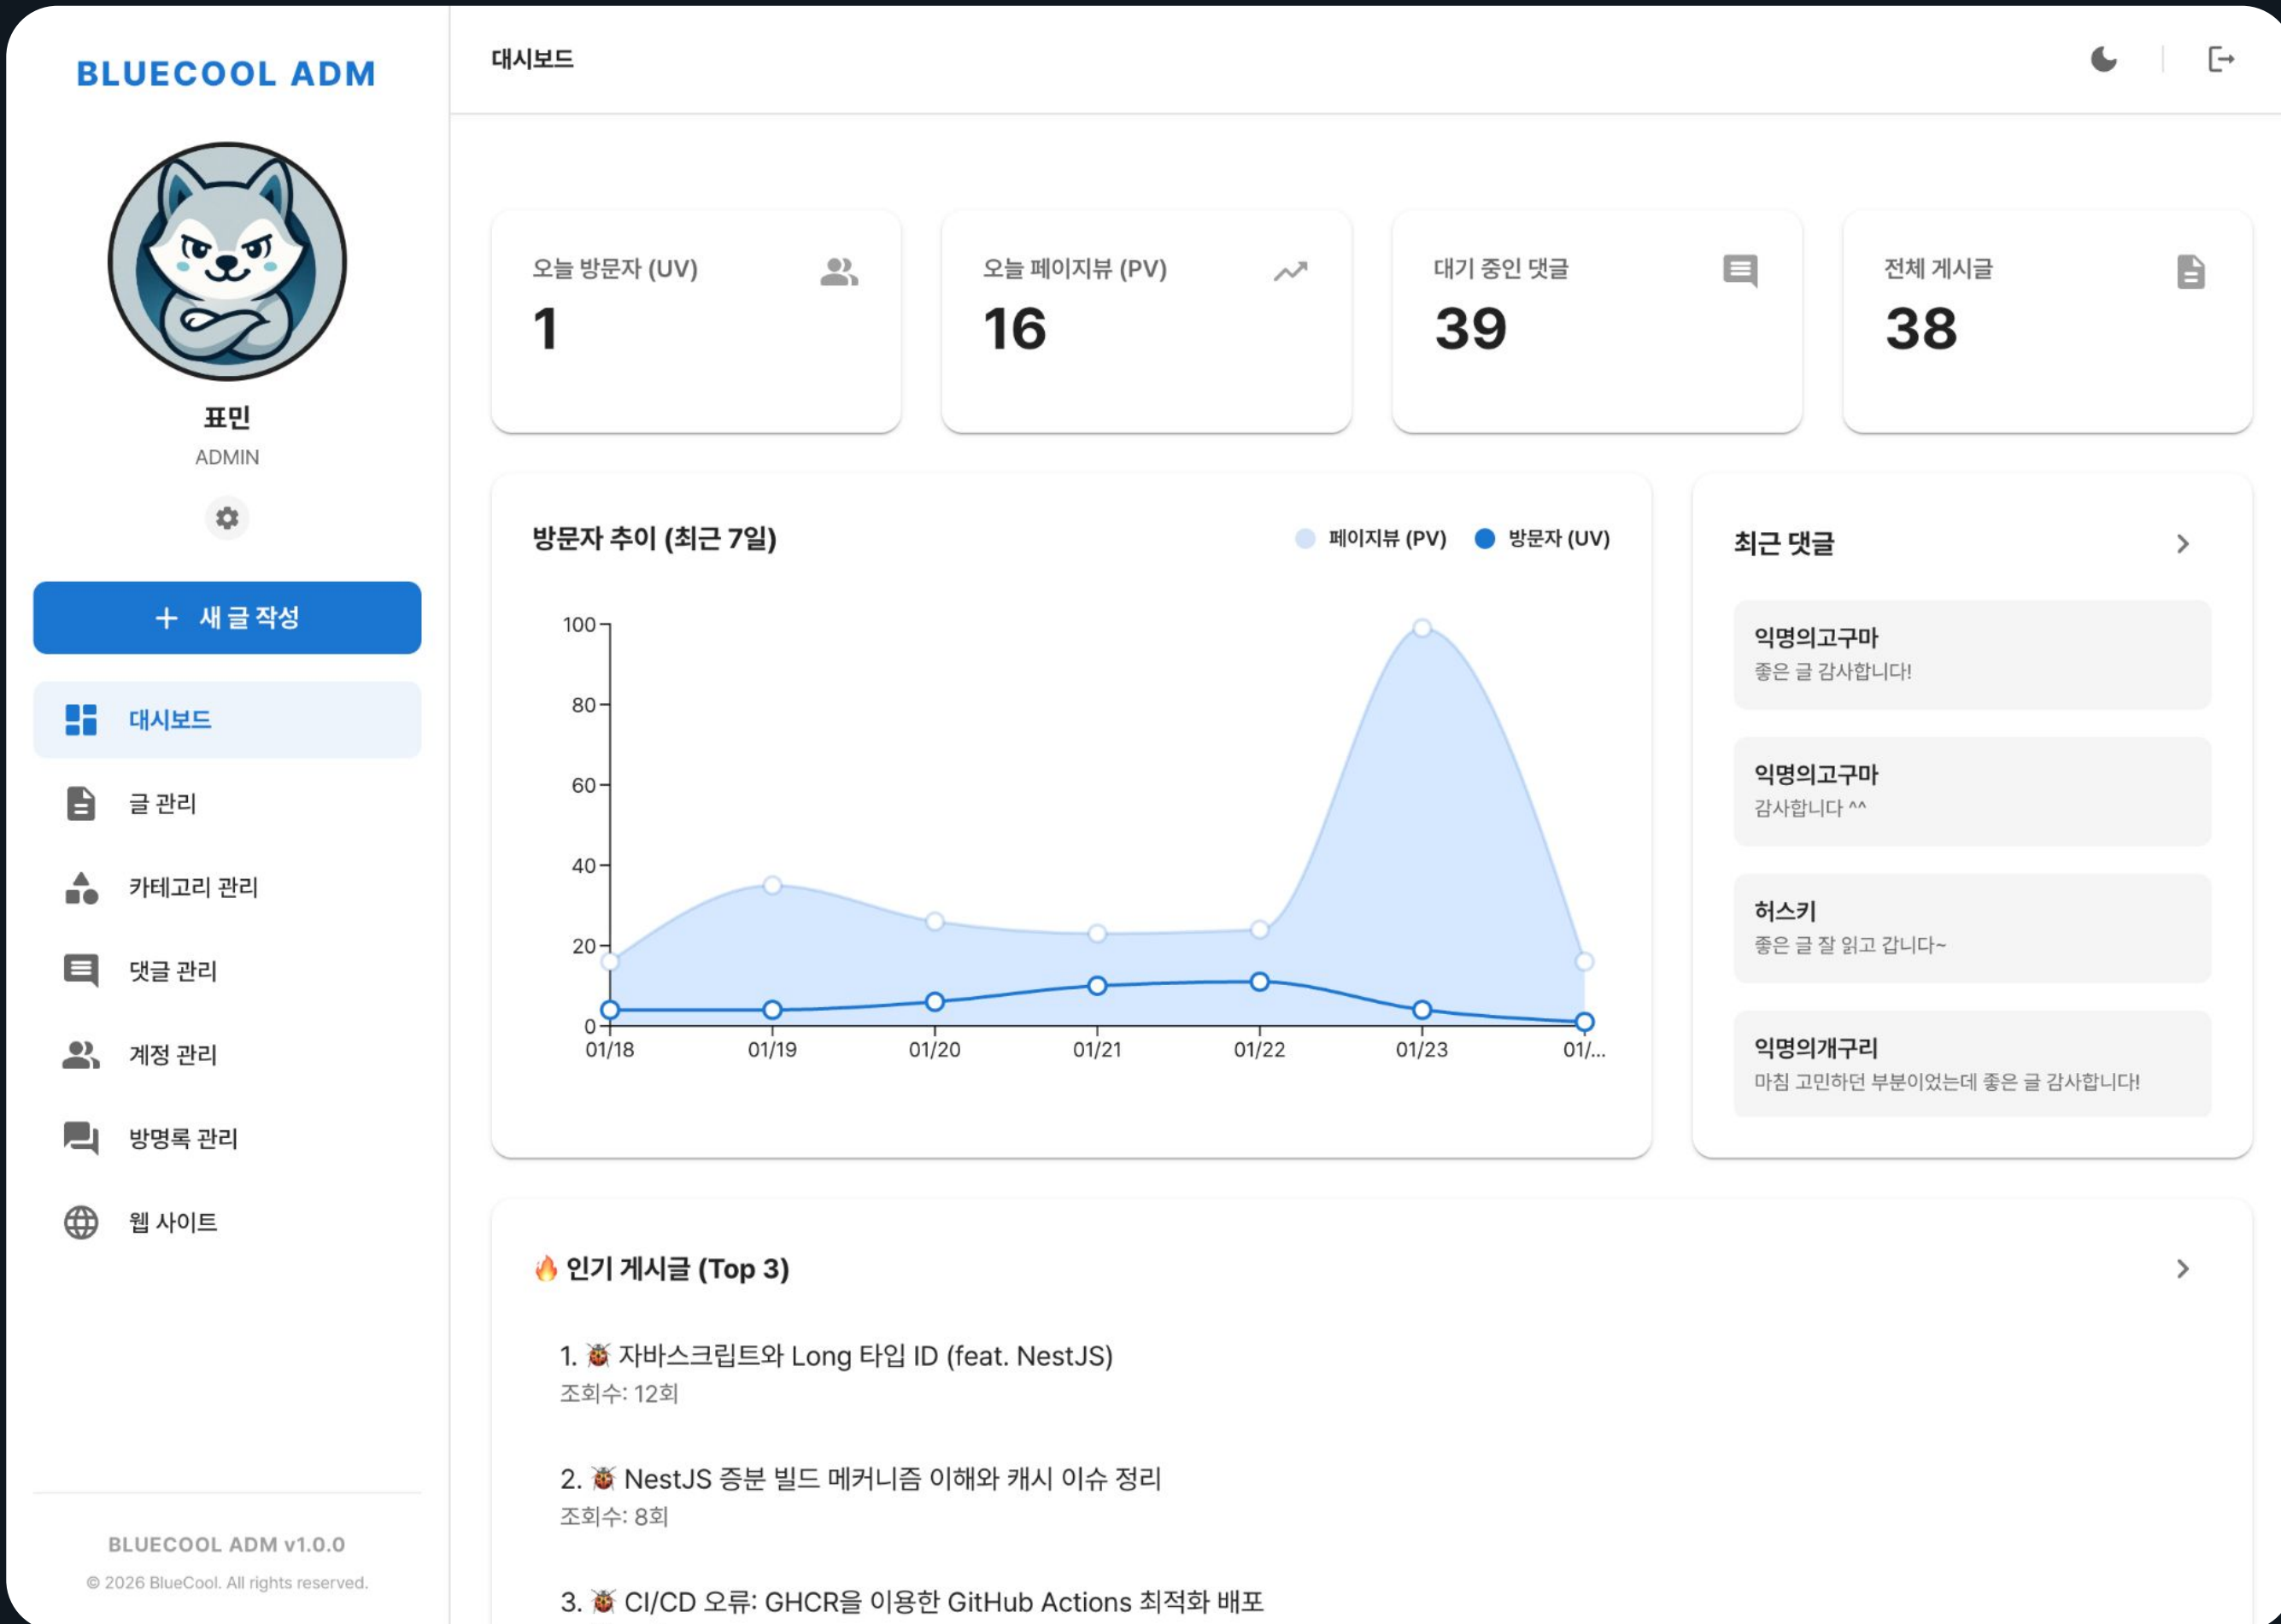 BLUECOOL ADM
표민
ADMIN
새 글 작성
대시보드
글 관리
카테고리 관리
댓글 관리
계정 관리
방명록 관리
웹 사이트
BLUECOOL ADM v1.0.0
© 2026 BlueCool. All rights reserved.
대시보드
오늘 방문자 (UV)
1
오늘 페이지뷰 (PV)
16
대기 중인 댓글
39
전체 게시글
38
방문자 추이 (최근 7일)
페이지뷰 (PV) 방문자 (UV)
100
80
60
40
20
0
01/18 01/19 01/20 01/21 01/22 01/23 01/...
최근 댓글
익명의고구마
좋은 글 감사합니다!
익명의고구마
감사합니다 ^^
허스키
좋은 글 잘 읽고 갑니다~
익명의개구리
마침 고민하던 부분이었는데 좋은 글 감사합니다!
🔥 인기 게시글 (Top 3)
1. 🐞 자바스크립트와 Long 타입 ID (feat. NestJS)
조회수: 12회
2. 🐞 NestJS 증분 빌드 메커니즘 이해와 캐시 이슈 정리
조회수: 8회
3. 🐞 CI/CD 오류: GHCR을 이용한 GitHub Actions 최적화 배포